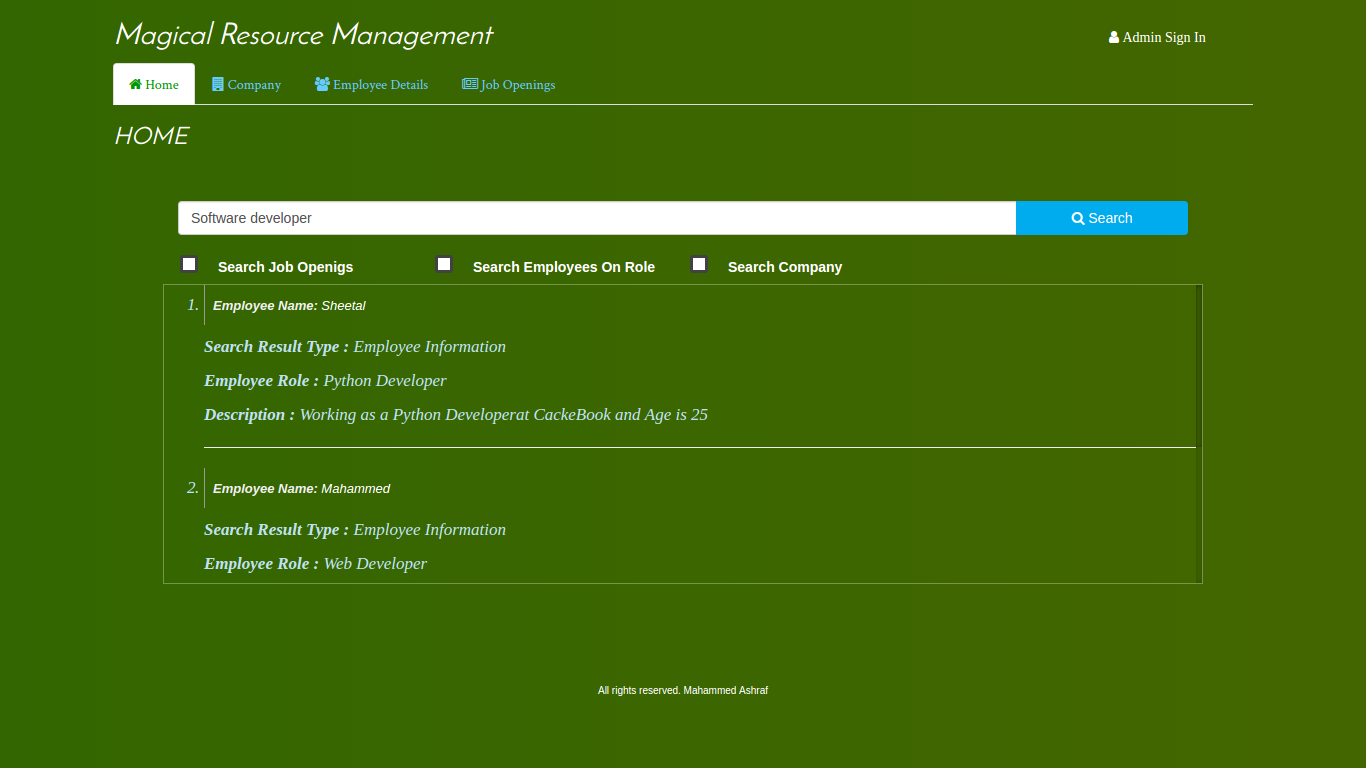 Magical Resource Management
Admin Sign In
Home Company Employee Details Job Openings
HOME
Software developer Search
Search Job Openigs Search Employees On Role Search Company
1. Employee Name: Sheetal
Search Result Type : Employee Information
Employee Role : Python Developer
Description : Working as a Python Developerat CackeBook and Age is 25
2. Employee Name: Mahammed
Search Result Type : Employee Information
Employee Role : Web Developer
All rights reserved. Mahammed Ashraf